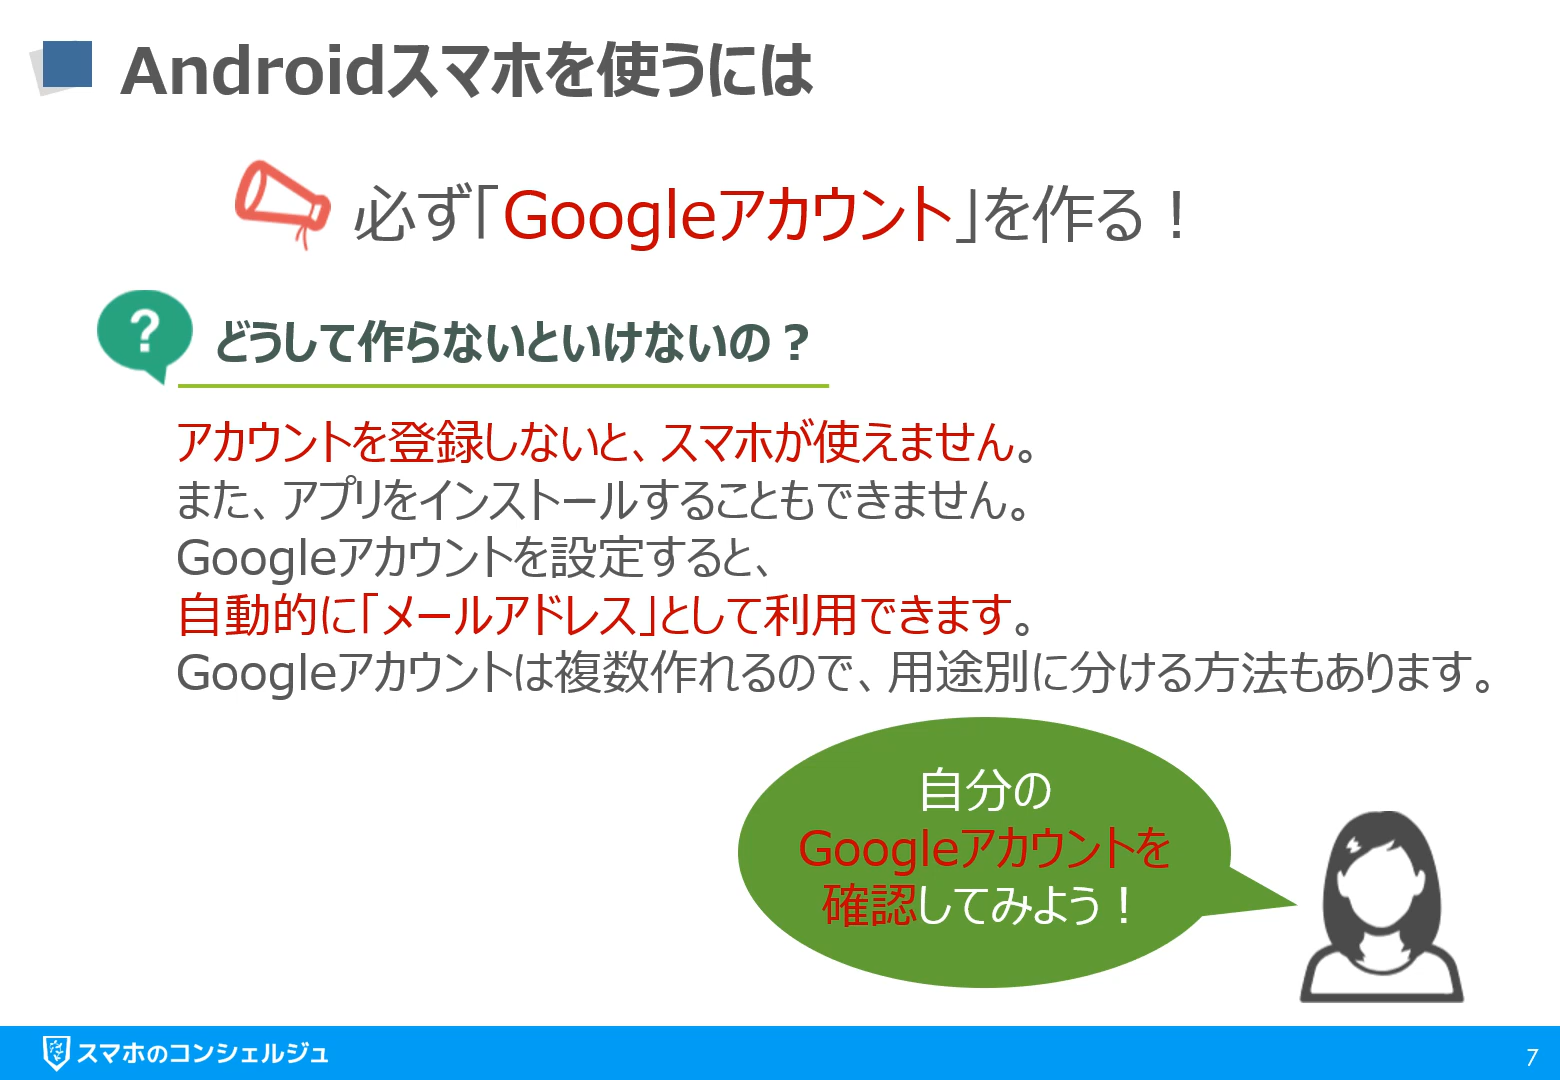 Androidスマホを使うには
必ず「Googleアカウント」を作る！
?
どうして作らないといけないの？
アカウントを登録しないと、スマホが使えません。
また、アプリをインストールすることもできません。
Googleアカウントを設定すると、
自動的に「メールアドレス」として利用できます。
Googleアカウントは複数作れるので、用途別に分ける方法もあります。
自分の
Googleアカウントを
確認してみよう！
スマホのコンシェルジュ
7